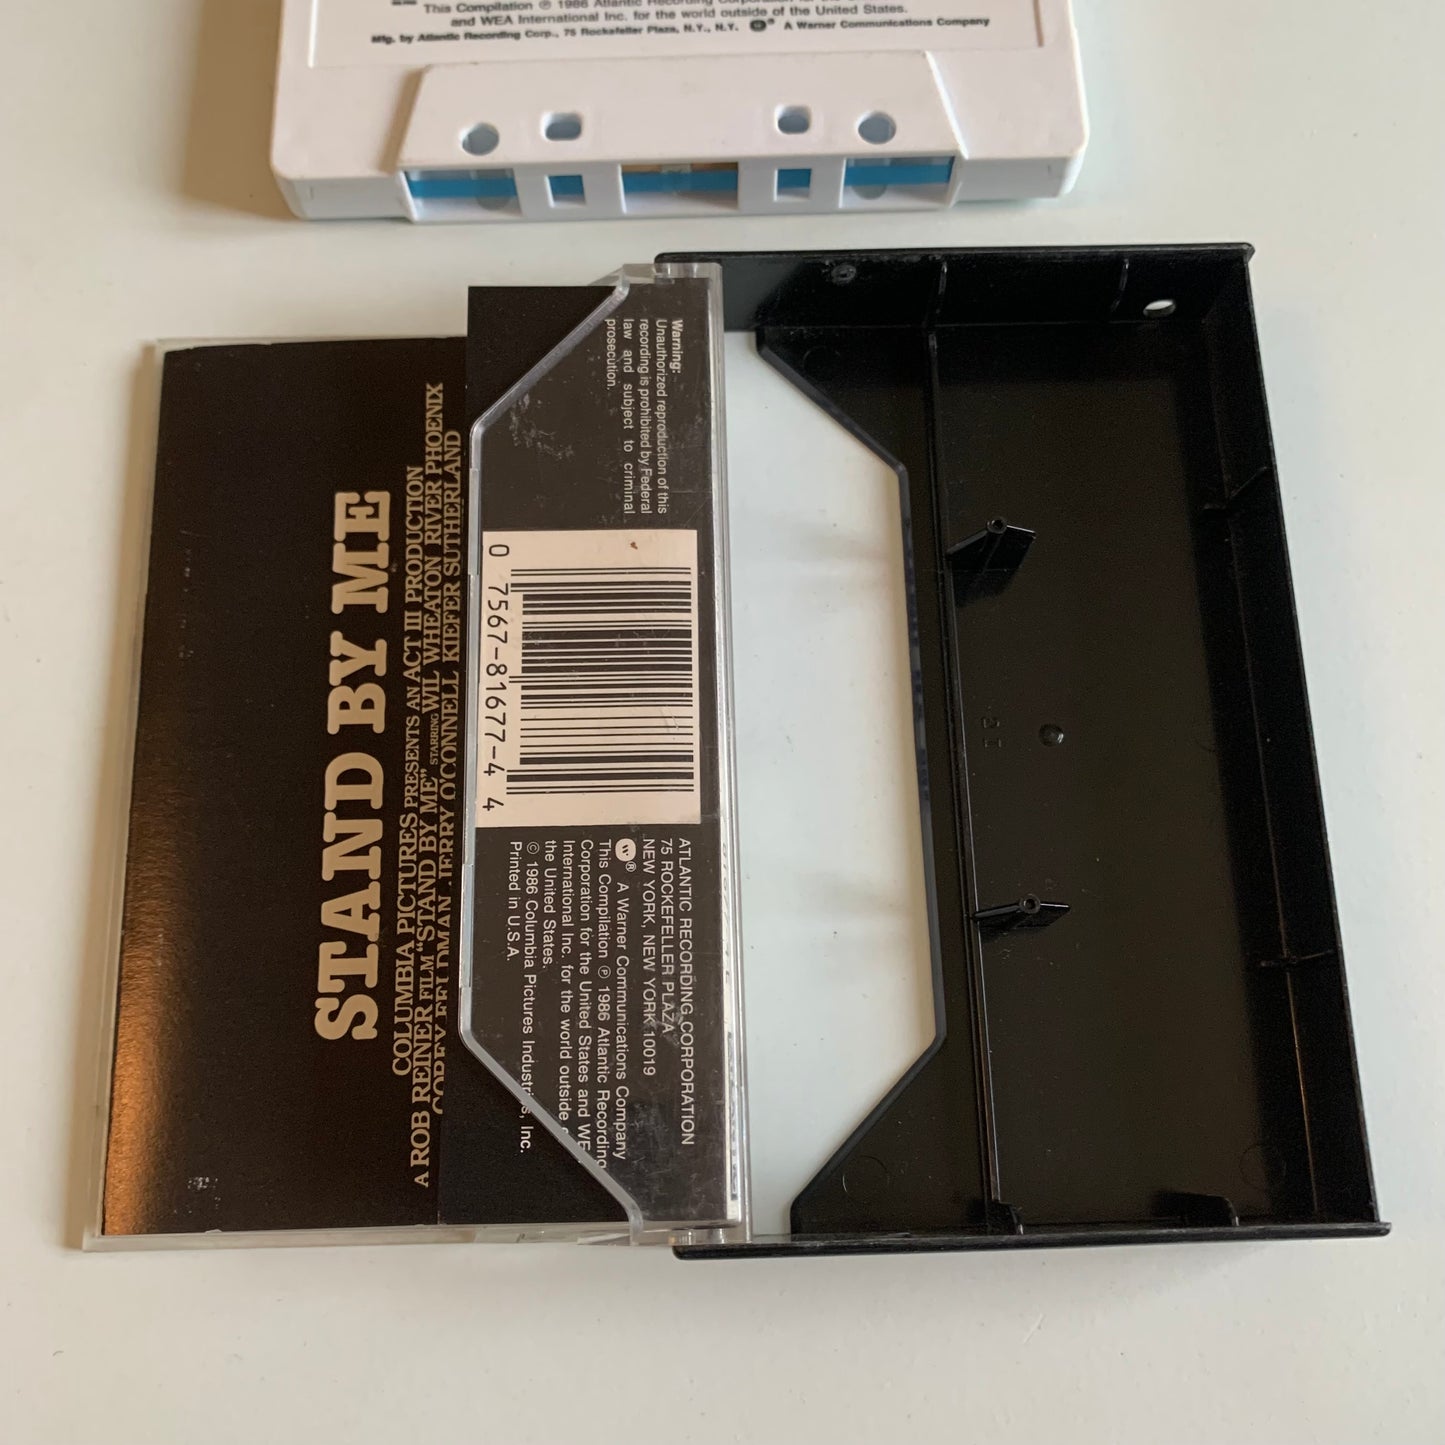 This Compilation ℗ 1986 Atlantic Recording Corporation for the
and WEA International Inc. for the world outside of the United States.
Mfg. by Atlantic Recording Corp., 75 Rockefeller Plaza, N.Y., N.Y. ® A Warner Communications Company
STAND BY ME
COLUMBIA PICTURES PRESENTS AN ACT III PRODUCTION
A ROB REINER FILM "STAND BY ME" STARRING WIL WHEATON RIVER PHOENIX
COREY FELDMAN JERRY O'CONNELL KIEFER SUTHERLAND
Warning:
Unauthorized reproduction of this
recording is prohibited by Federal
law and subject to criminal
prosecution.
0 7567-81677-4 4
ATLANTIC RECORDING CORPORATION
75 ROCKEFELLER PLAZA
NEW YORK, NEW YORK 10019
® A Warner Communications Company
This Compilation ℗ 1986 Atlantic Recording
Corporation for the United States and WE
International Inc. for the world outside
the United States.
© 1986 Columbia Pictures Industries, Inc.
Printed in U.S.A.